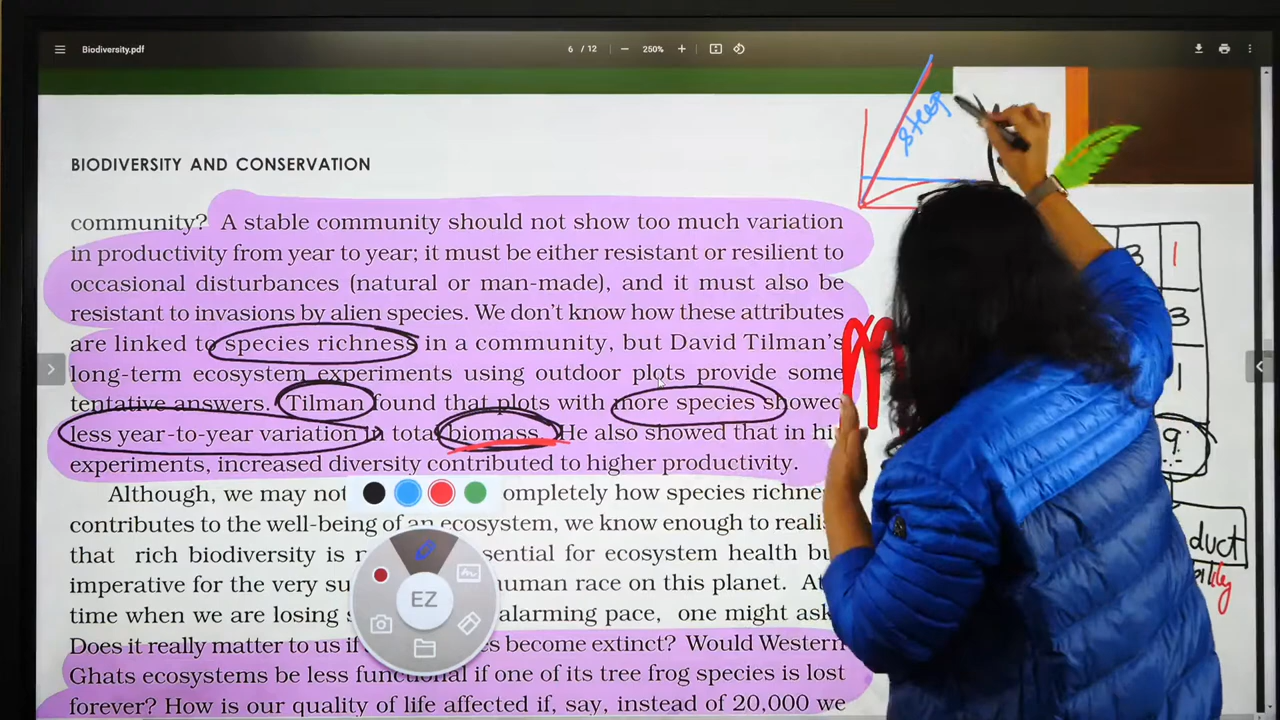 Biodiversity.pdf
6 / 12
250%
steep
BIODIVERSITY AND CONSERVATION
community? A stable community should not show too much variation
in productivity from year to year; it must be either resistant or resilient to
occasional disturbances (natural or man-made), and it must also be
resistant to invasions by alien species. We don't know how these attributes
are linked to species richness in a community, but David Tilman's
long-term ecosystem experiments using outdoor plots provide some
tentative answers. Tilman found that plots with more species showed
less year-to-year variation in total biomass. He also showed that in his
experiments, increased diversity contributed to higher productivity.
Although, we may not ompletely how species richne
contributes to the well-being of an ecosystem, we know enough to realis
that rich biodiversity is n sential for ecosystem health bu
imperative for the very su human race on this planet. At
time when we are losing s alarming pace, one might ask
Does it really matter to us if es become extinct? Would Western
Ghats ecosystems be less functional if one of its tree frog species is lost
forever? How is our quality of life affected if, say, instead of 20,000 we
EZ
3 1
3
1
9
duct